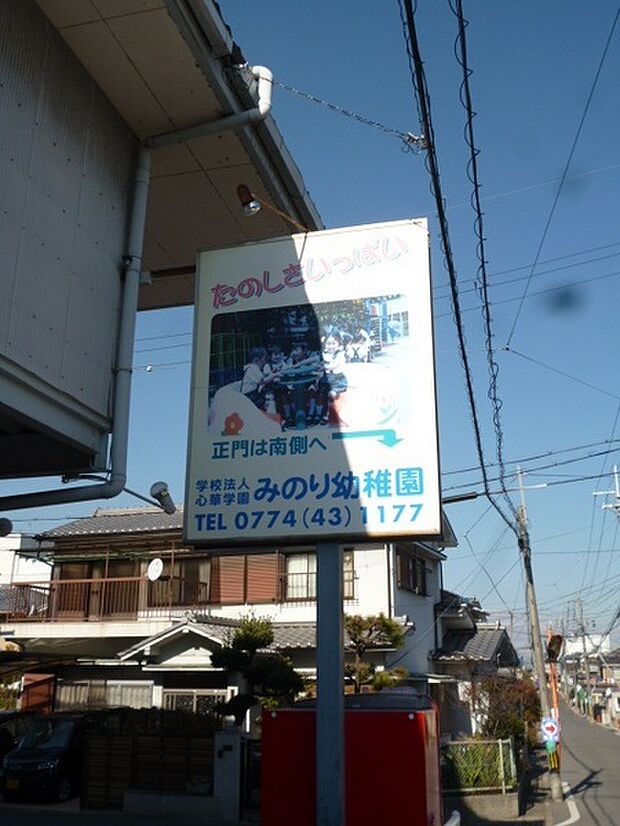 たのしさいっぱい
正門は南側へ
学校法人
心華学園 みのり幼稚園
TEL 0774(43)1177